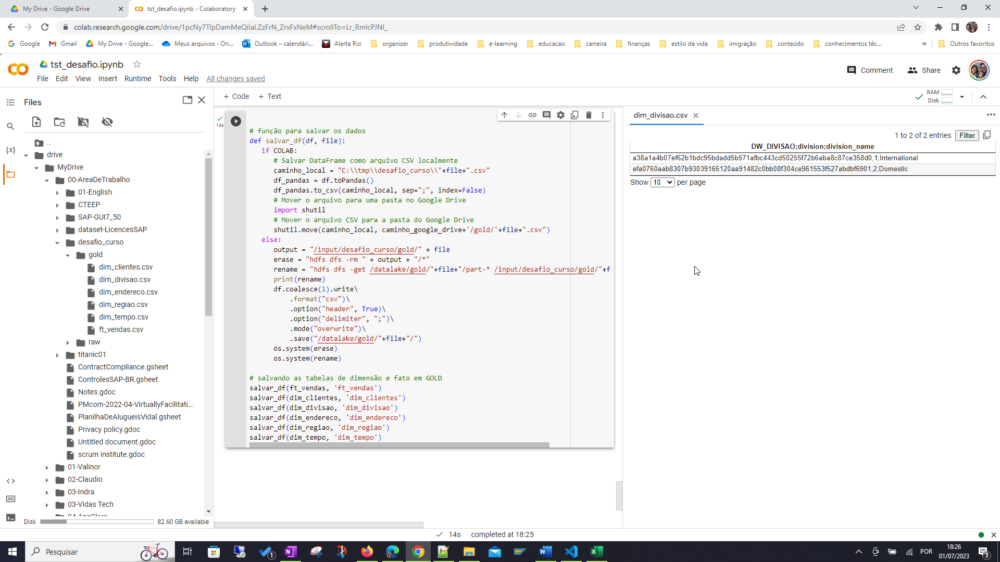 My Drive - Google Drive
tst_desafio.ipynb - Colaboratory
colab.research.google.com/drive/1pcNy7TlpDamMeQiIaLZzFrN_ZrxFxNeM#scrollTo=Lr_RmlcPJNI_
Google
Gmail
My Drive - Google...
Meus arquivos - On...
Outlook – calendári...
Alerta Rio
organizer
produtividade
e-learning
educacao
carreira
finanças
estilo de vida
imigração
conteúdo
conhecimentos téc...
»
Outros favoritos
tst_desafio.ipynb
Comment
Share
File Edit View Insert Runtime Tools Help All changes saved
Files
+ Code + Text
RAM
Disk
..
drive
MyDrive
00-AreaDeTrabalho
01-English
CTEEP
SAP-GUI7_50
dataset-LicencesSAP
desafio_curso
gold
dim_clientes.csv
dim_divisao.csv
dim_endereco.csv
dim_regiao.csv
dim_tempo.csv
ft_vendas.csv
raw
titanic01
ContractCompliance.gsheet
ControlesSAP-BR.gsheet
Notes.gdoc
PMcom-2022-04-VirtuallyFacilitati...
PlanilhaDeAlugueisVidal.gsheet
Privacy policy.gdoc
Untitled document.gdoc
scrum institute.gdoc
01-Valinor
02-Claudio
03-Indra
03-Vidas Tech
Disk 82.60 GB available
{x}
14s
# função para salvar os dados
def salvar_df(df, file):
if COLAB:
# Salvar DataFrame como arquivo CSV localmente
caminho_local = "C:\\tmp\\desafio_curso\\"+file+".csv"
df_pandas = df.toPandas()
df_pandas.to_csv(caminho_local, sep=";", index=False)
# Mover o arquivo para uma pasta no Google Drive
import shutil
# Mover o arquivo CSV para a pasta do Google Drive
shutil.move(caminho_local, caminho_google_drive+'/gold/'+file+".csv")
else:
output = "/input/desafio_curso/gold/" + file
erase = "hdfs dfs -rm " + output + "/*"
rename = "hdfs dfs -get /datalake/gold/"+file+"/part-* /input/desafio_curso/gold/"+f
print(rename)
df.coalesce(1).write\
.format("csv")\
.option("header", True)\
.option("delimiter", ";")\
.mode("overwrite")\
.save("/datalake/gold/"+file+"/")
os.system(erase)
os.system(rename)
# salvando as tabelas de dimensão e fato em GOLD
salvar_df(ft_vendas, 'ft_vendas')
salvar_df(dim_clientes, 'dim_clientes')
salvar_df(dim_divisao, 'dim_divisao')
salvar_df(dim_endereco, 'dim_endereco')
salvar_df(dim_regiao, 'dim_regiao')
salvar_df(dim_tempo, 'dim_tempo')
dim_divisao.csv
1 to 2 of 2 entries Filter
DW_DIVISAO;division;division_name
a38a1a4b07ef62b1bdc95bdadd5b571afbc443cd50255f72b6aba8c87ce358d0;1;International
efa0760aab8307b93039165120aa91482c0bb08f304ce961553f527abdbf6901;2;Domestic
Show 10 per page
14s completed at 18:25
Pesquisar
1
POR
18:26
01/07/2023
3